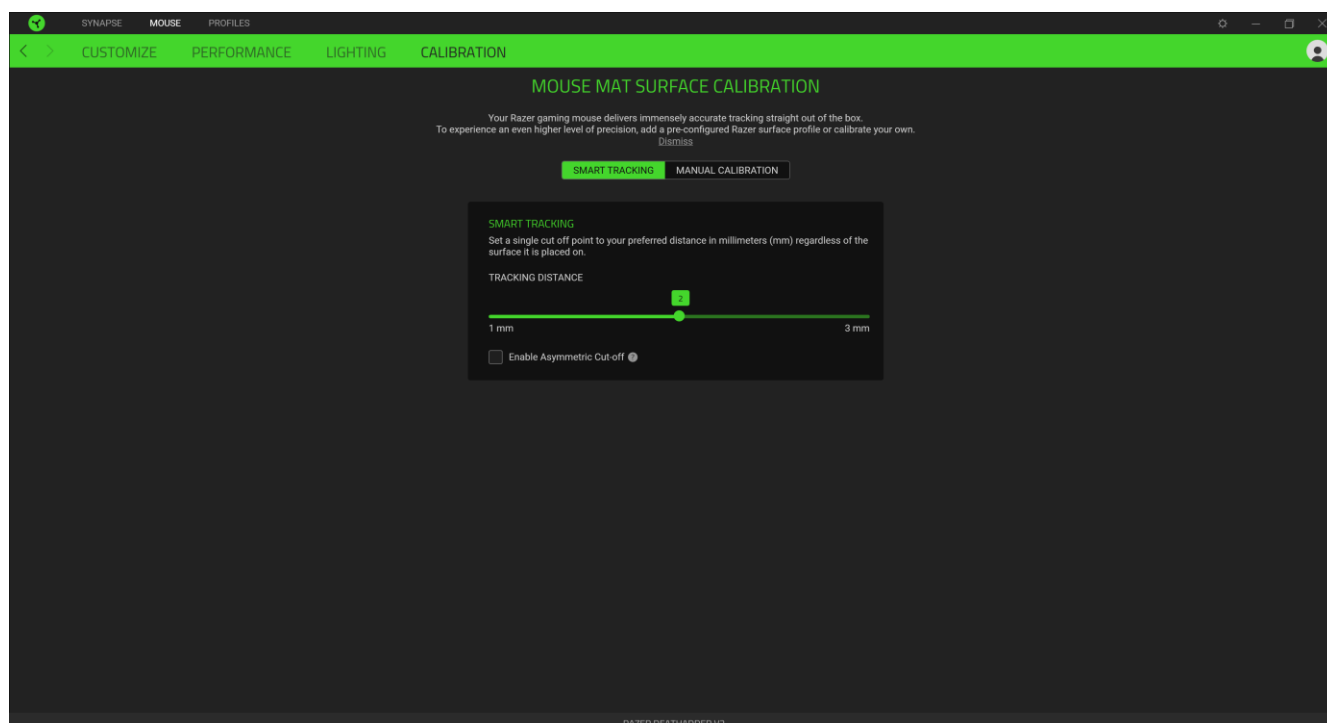 SYNAPSE MOUSE PROFILES
CUSTOMIZE PERFORMANCE LIGHTING CALIBRATION
MOUSE MAT SURFACE CALIBRATION
Your Razer gaming mouse delivers immensely accurate tracking straight out of the box.
To experience an even higher level of precision, add a pre-configured Razer surface profile or calibrate your own.
Dismiss
SMART TRACKING MANUAL CALIBRATION
SMART TRACKING
Set a single cut off point to your preferred distance in millimeters (mm) regardless of the
surface it is placed on.
TRACKING DISTANCE
2
1 mm 3 mm
Enable Asymmetric Cut-off ?